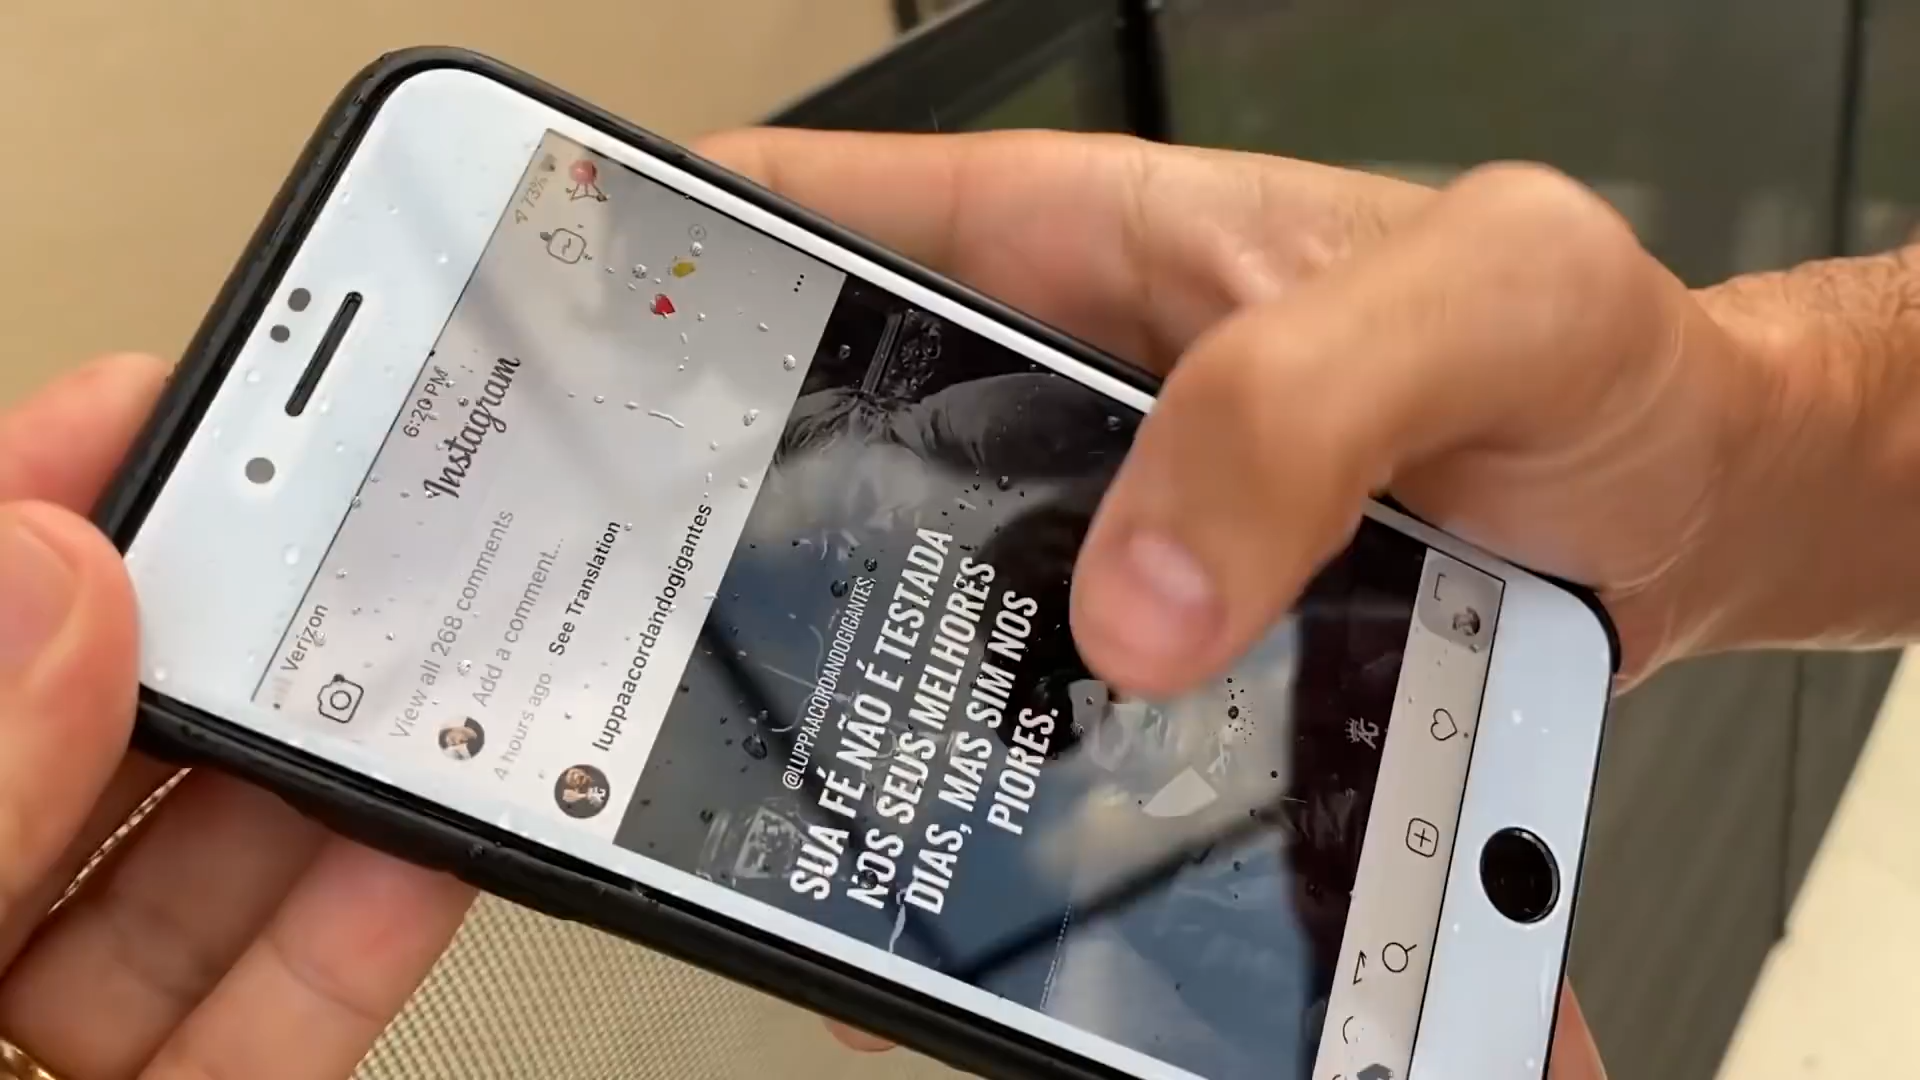 Verizon
6:20 PM
73%
Instagram
View all 268 comments
Add a comment...
4 hours ago · See Translation
luppaacordandogigantes
@LUPPAACORDANDOGIGANTES
SUA FÉ NÃO É TESTADA
NOS SEUS MELHORES
DIAS, MAS SIM NOS
PIORES.